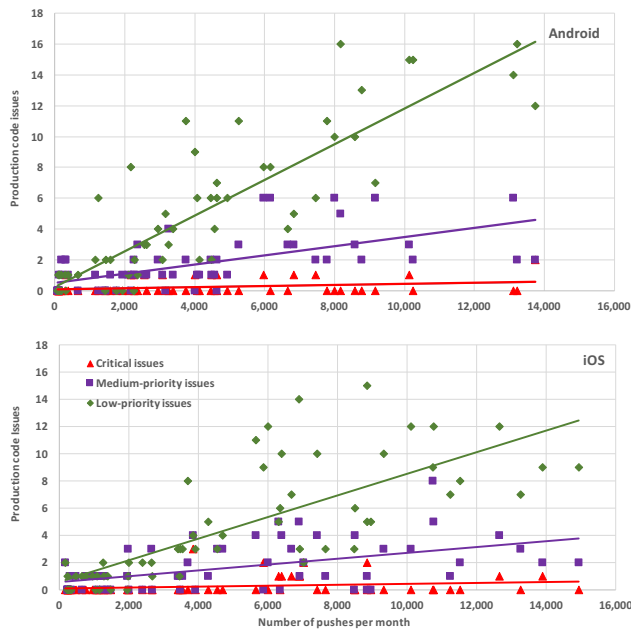 18
Android
16
14
12
10
8
6
4
2
0
Production code issues
0 2,000 4,000 6,000 8,000 10,000 12,000 14,000 16,000
18
iOS
16
14
12
10
8
6
4
2
0
Production code Issues
Critical issues
Medium-priority issues
Low-priority issues
0 2,000 4,000 6,000 8,000 10,000 12,000 14,000 16,000
Number of pushes per month